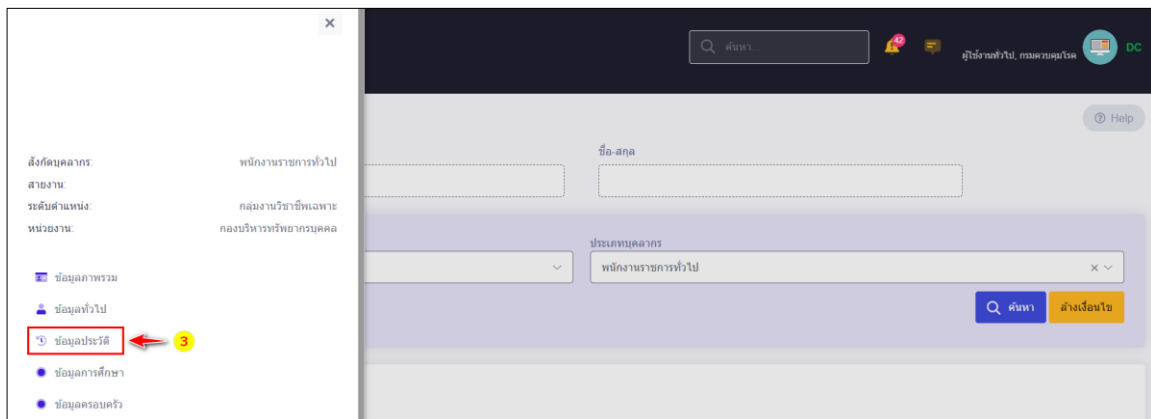 ค้นหา...
42
ผู้ใช้งานทั่วไป, กรมควบคุมโรค
DC
Help
สังกัดบุคลากร: พนักงานราชการทั่วไป
สายงาน:
ระดับตำแหน่ง: กลุ่มงานวิชาชีพเฉพาะ
หน่วยงาน: กองบริหารทรัพยากรบุคคล
ข้อมูลภาพรวม
ข้อมูลทั่วไป
ข้อมูลประวัติ
3
ข้อมูลการศึกษา
ข้อมูลครอบครัว
ชื่อ-สกุล
ประเภทบุคลากร
พนักงานราชการทั่วไป
ค้นหา
ล้างเงื่อนไข